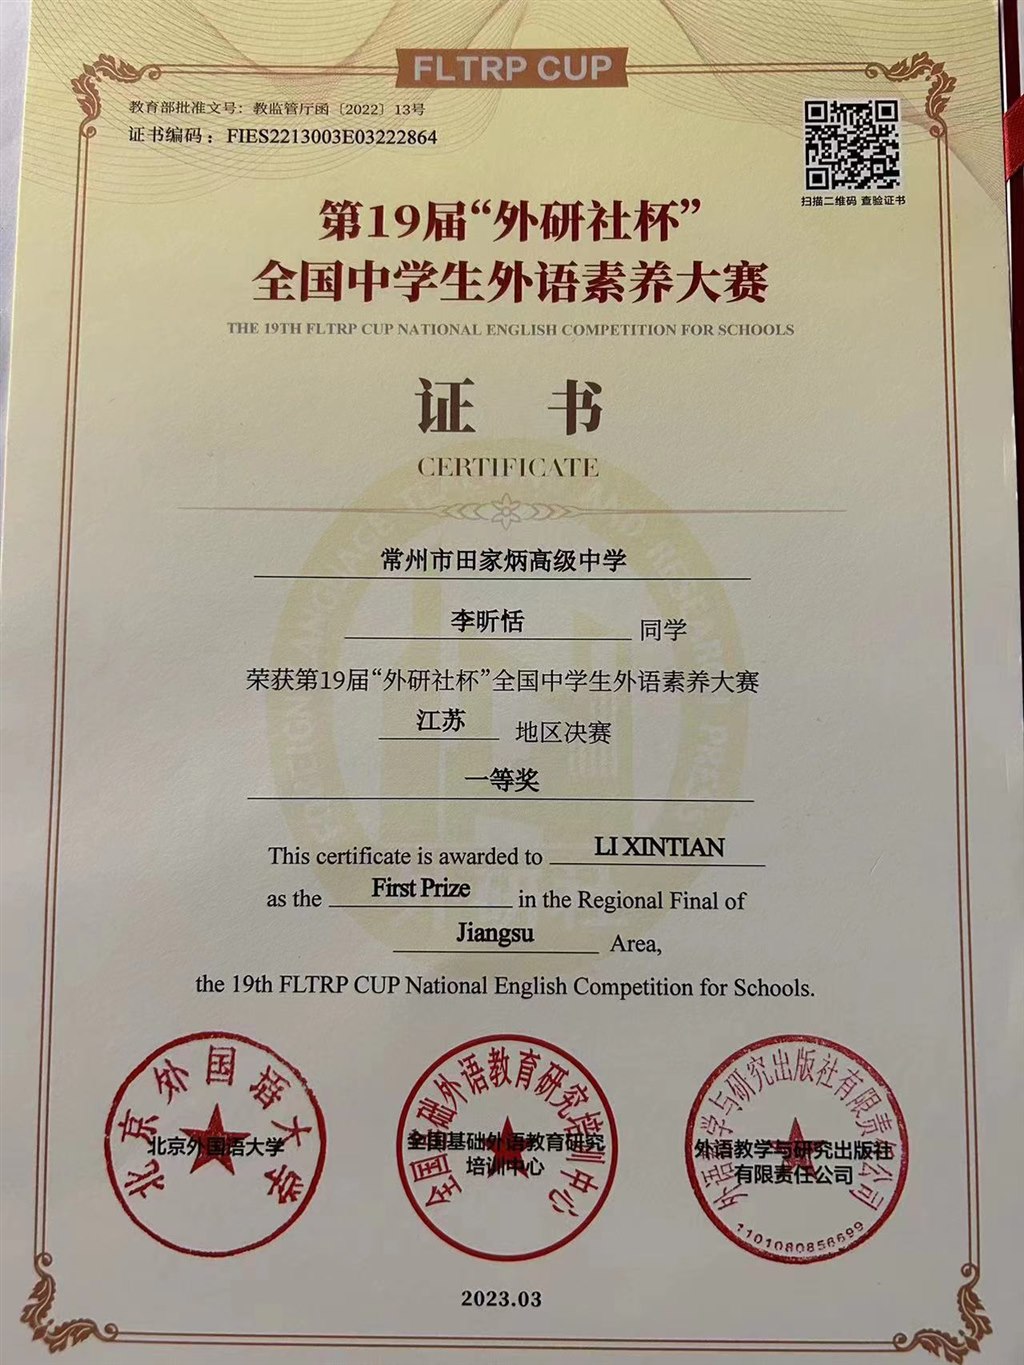 FLTRP CUP
教育部批准文号：教监管厅函〔2022〕13号
证书编码：FIES2213003E03222864
扫描二维码 查验证书
第19届“外研社杯”
全国中学生外语素养大赛
THE 19TH FLTRP CUP NATIONAL ENGLISH COMPETITION FOR SCHOOLS
证 书
CERTIFICATE
常州市田家炳高级中学
李昕恬 同学
荣获第19届“外研社杯”全国中学生外语素养大赛
江苏 地区决赛
一等奖
This certificate is awarded to LI XINTIAN
as the First Prize in the Regional Final of
Jiangsu Area,
the 19th FLTRP CUP National English Competition for Schools.
北京外国语大学
北京外国语大学
全国基础外语教育研究培训中心
全国基础外语教育研究
培训中心
外语教学与研究出版社有限责任公司
外语教学与研究出版社
有限责任公司
1101080856699
2023.03